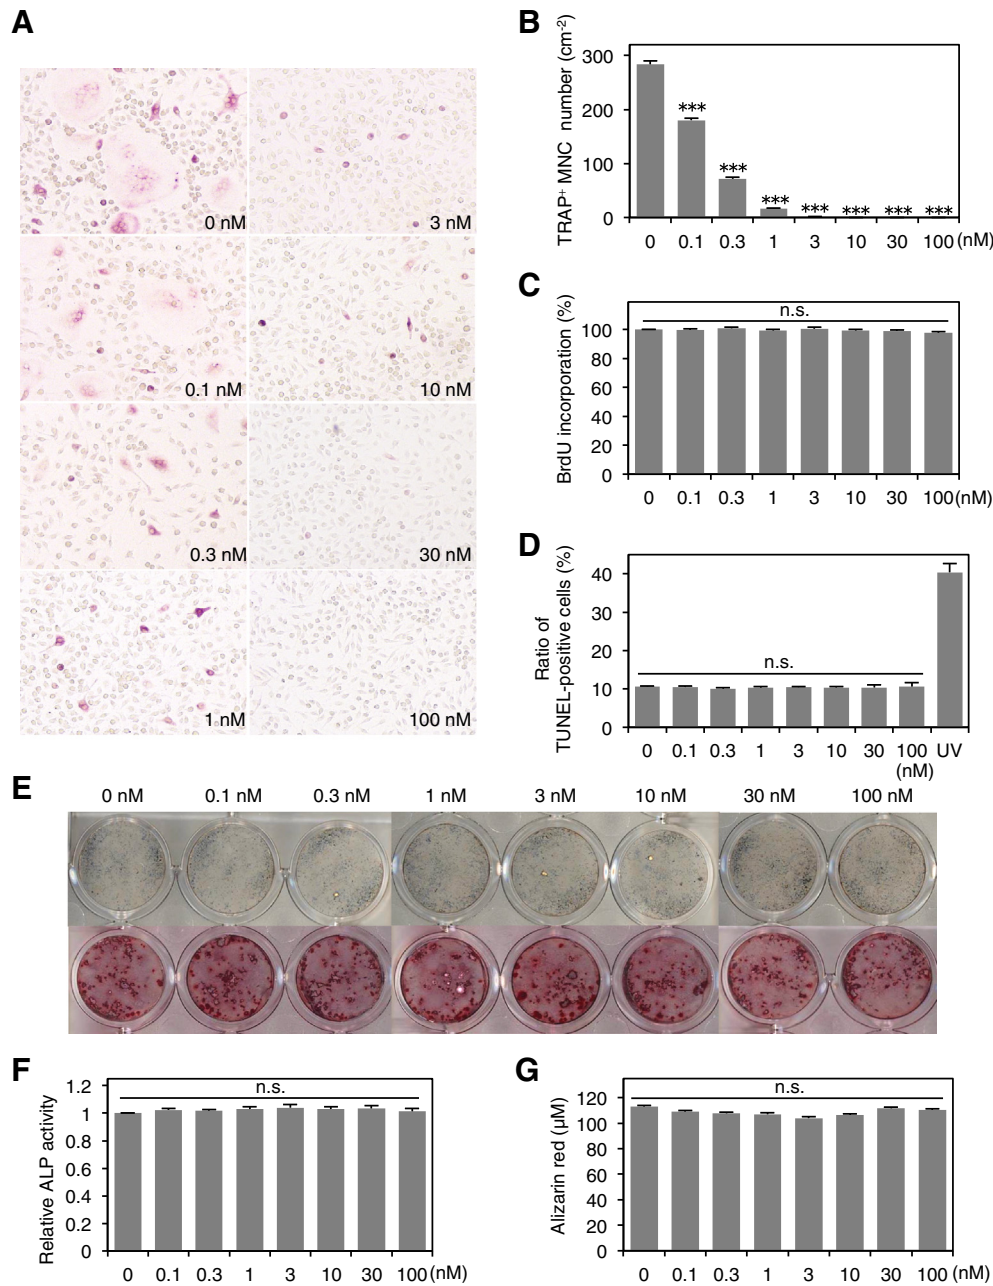 A
0 nM
3 nM
0.1 nM
10 nM
0.3 nM
30 nM
1 nM
100 nM
B
TRAP+ MNC number (cm-2)
300
200
100
0
***
***
***
***
***
***
***
0 0.1 0.3 1 3 10 30 100 (nM)
C
BrdU incorporation (%)
n.s.
100
80
60
40
20
0
0 0.1 0.3 1 3 10 30 100 (nM)
D
Ratio of
TUNEL-positive cells (%)
40
30
20
10
0
n.s.
0 0.1 0.3 1 3 10 30 100 UV
(nM)
E
0 nM 0.1 nM 0.3 nM 1 nM 3 nM 10 nM 30 nM 100 nM
F
Relative ALP activity
n.s.
1.2
1
0.8
0.6
0.4
0.2
0
0 0.1 0.3 1 3 10 30 100 (nM)
G
Alizarin red (µM)
n.s.
120
100
80
60
40
20
0
0 0.1 0.3 1 3 10 30 100 (nM)